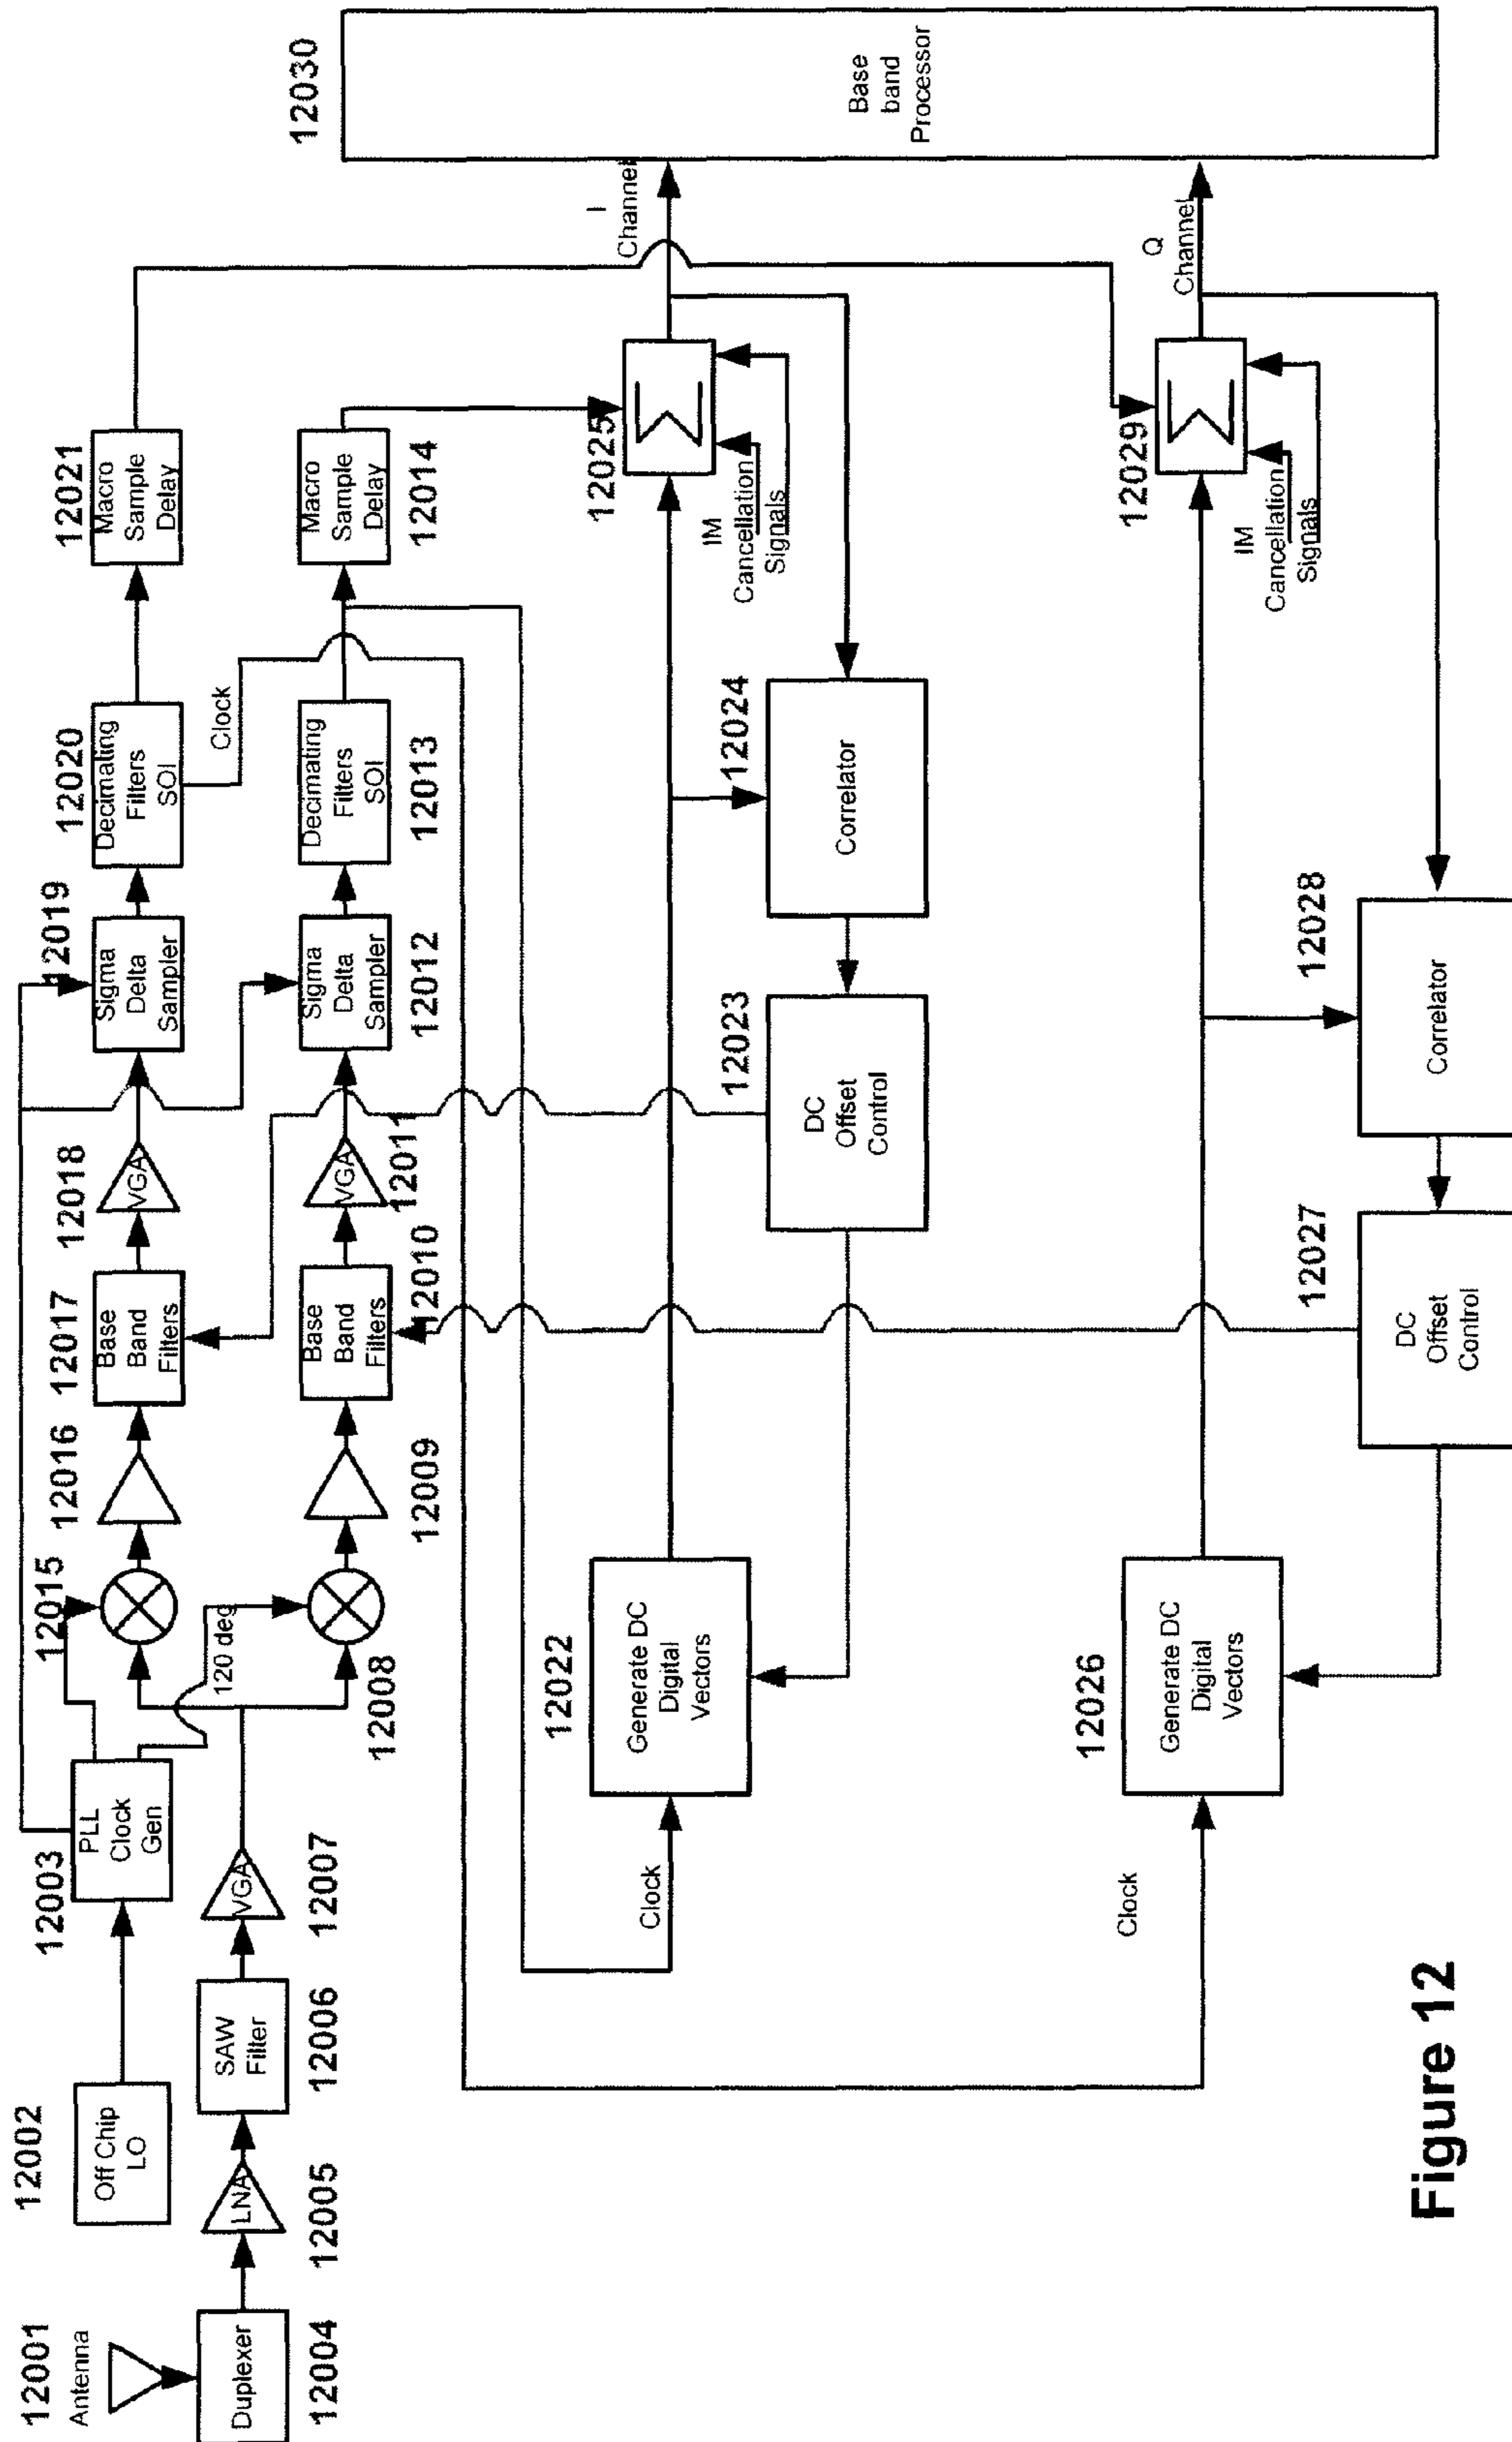 12001
Antenna
Duplexer
12004
12002
Off Chip
LO
LNA
12005
SAW
Filter
12006
12003
PLL
Clock
Gen
VGA
12007
120 deg
12015
12008
12016
12009
12017
Base
Band
Filters
Base
Band
Filters
12010
12018
VGA
VGA
12011
12019
Sigma
Delta
Sampler
Sigma
Delta
Sampler
12012
12020
Decimating
Filters
SOI
Clock
Decimating
Filters
SOI
12013
12021
Macro
Sample
Delay
Macro
Sample
Delay
12014
Clock
12022
Generate DC
Digital
Vectors
12023
DC
Offset
Control
12024
Correlator
12025
IM
Cancellation
Signals
I
Channel
Clock
12026
Generate DC
Digital
Vectors
12027
DC
Offset
Control
12028
Correlator
12029
IM
Cancellation
Signals
Q
Channel
12030
Base
band
Processor
Figure 12